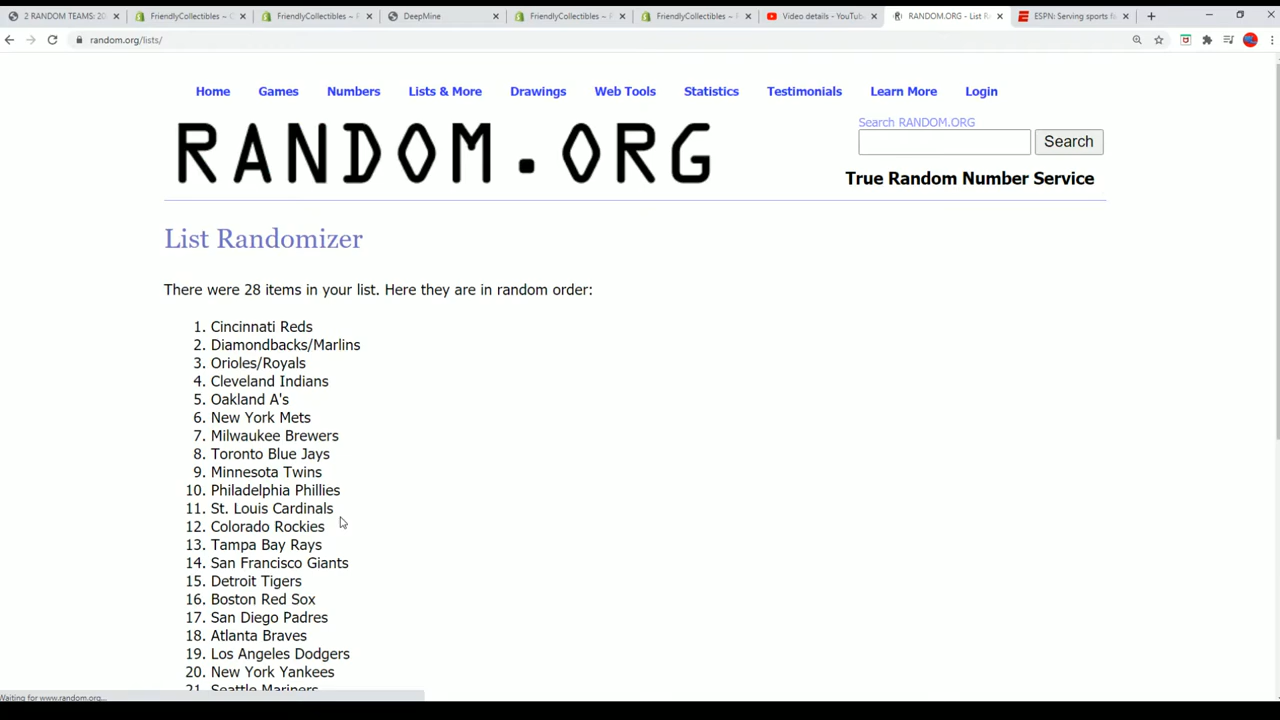 2 RANDOM TEAMS: 20
FriendlyCollectibles ~ C
FriendlyCollectibles ~ F
DeepMine
FriendlyCollectibles ~ F
FriendlyCollectibles ~ F
Video details - YouTube
RANDOM.ORG - List R
ESPN: Serving sports fa
random.org/lists/
Home Games Numbers Lists & More Drawings Web Tools Statistics Testimonials Learn More Login
RANDOM.ORG
Search RANDOM.ORG
Search
True Random Number Service
List Randomizer
There were 28 items in your list. Here they are in random order:
1. Cincinnati Reds
2. Diamondbacks/Marlins
3. Orioles/Royals
4. Cleveland Indians
5. Oakland A's
6. New York Mets
7. Milwaukee Brewers
8. Toronto Blue Jays
9. Minnesota Twins
10. Philadelphia Phillies
11. St. Louis Cardinals
12. Colorado Rockies
13. Tampa Bay Rays
14. San Francisco Giants
15. Detroit Tigers
16. Boston Red Sox
17. San Diego Padres
18. Atlanta Braves
19. Los Angeles Dodgers
20. New York Yankees
21. Seattle Mariners
Waiting for www.random.org...